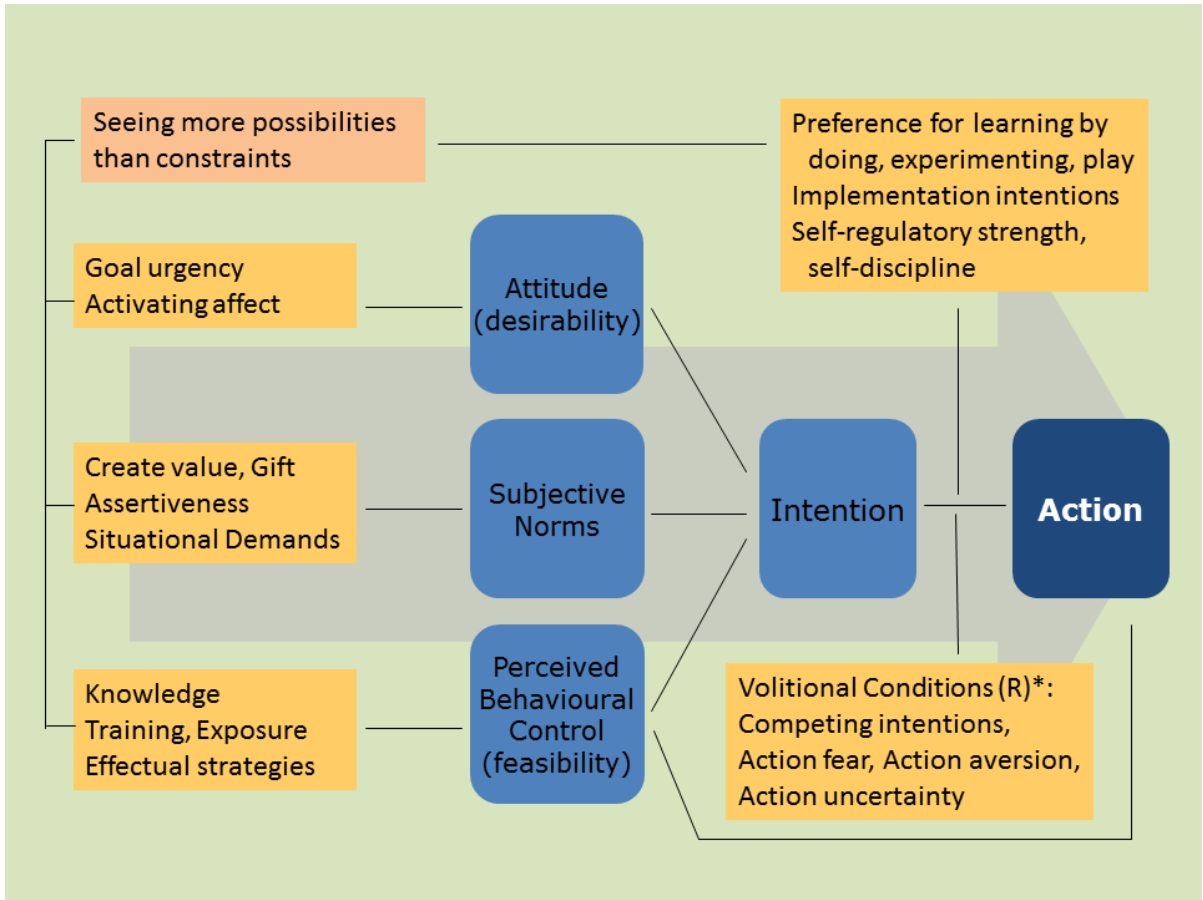 Seeing more possibilities
than constraints
Preference for learning by
doing, experimenting, play
Implementation intentions
Self-regulatory strength,
self-discipline
Goal urgency
Activating affect
Attitude
(desirability)
Create value, Gift
Assertiveness
Situational Demands
Subjective
Norms
Intention
Action
Knowledge
Training, Exposure
Effectual strategies
Perceived
Behavioural
Control
(feasibility)
Volitional Conditions (R)*:
Competing intentions,
Action fear, Action aversion,
Action uncertainty